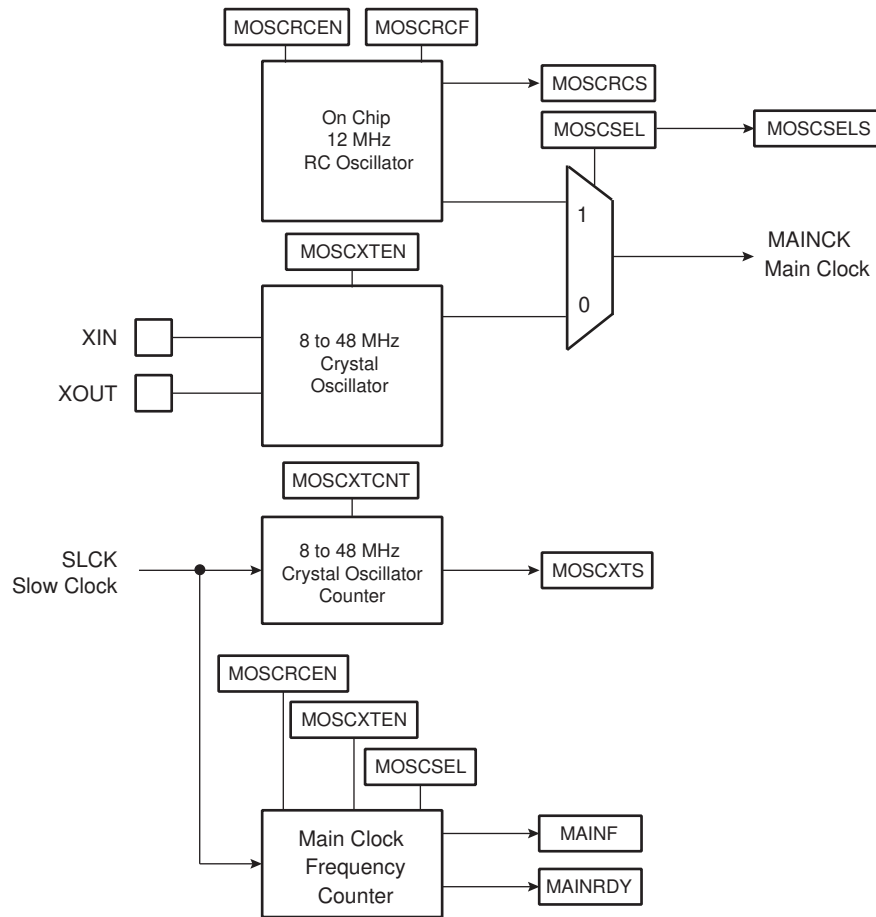 MOSCRCEN
MOSCRCF
On Chip
12 MHz
RC Oscillator
MOSCRCS
MOSCSEL
MOSCSELS
1
0
MAINCK
Main Clock
MOSCXTEN
XIN
XOUT
8 to 48 MHz
Crystal
Oscillator
MOSCXTCNT
SLCK
Slow Clock
8 to 48 MHz
Crystal Oscillator
Counter
MOSCXTS
MOSCRCEN
MOSCXTEN
MOSCSEL
Main Clock
Frequency
Counter
MAINF
MAINRDY